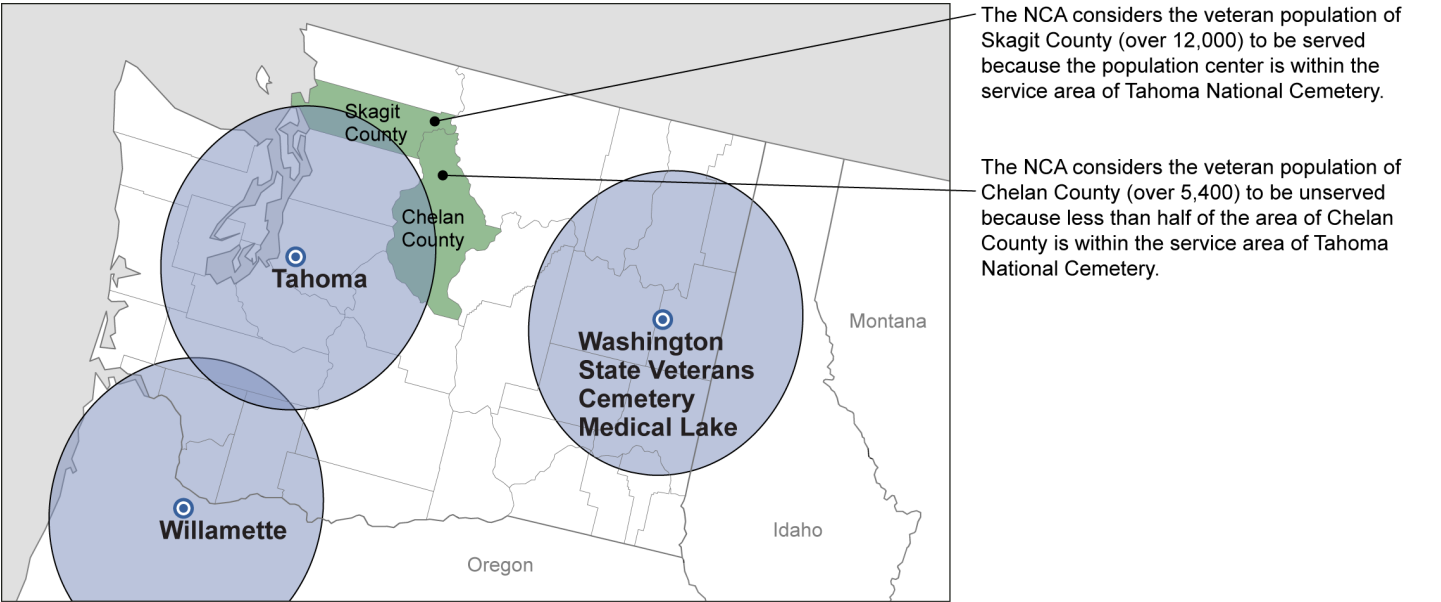 The NCA considers the veteran population of
Skagit County (over 12,000) to be served
because the population center is within the
service area of Tahoma National Cemetery.
The NCA considers the veteran population of
Chelan County (over 5,400) to be unserved
because less than half of the area of Chelan
County is within the service area of Tahoma
National Cemetery.
Skagit
County
Chelan
County
Tahoma
Washington
State Veterans
Cemetery
Medical Lake
Montana
Willamette
Idaho
Oregon